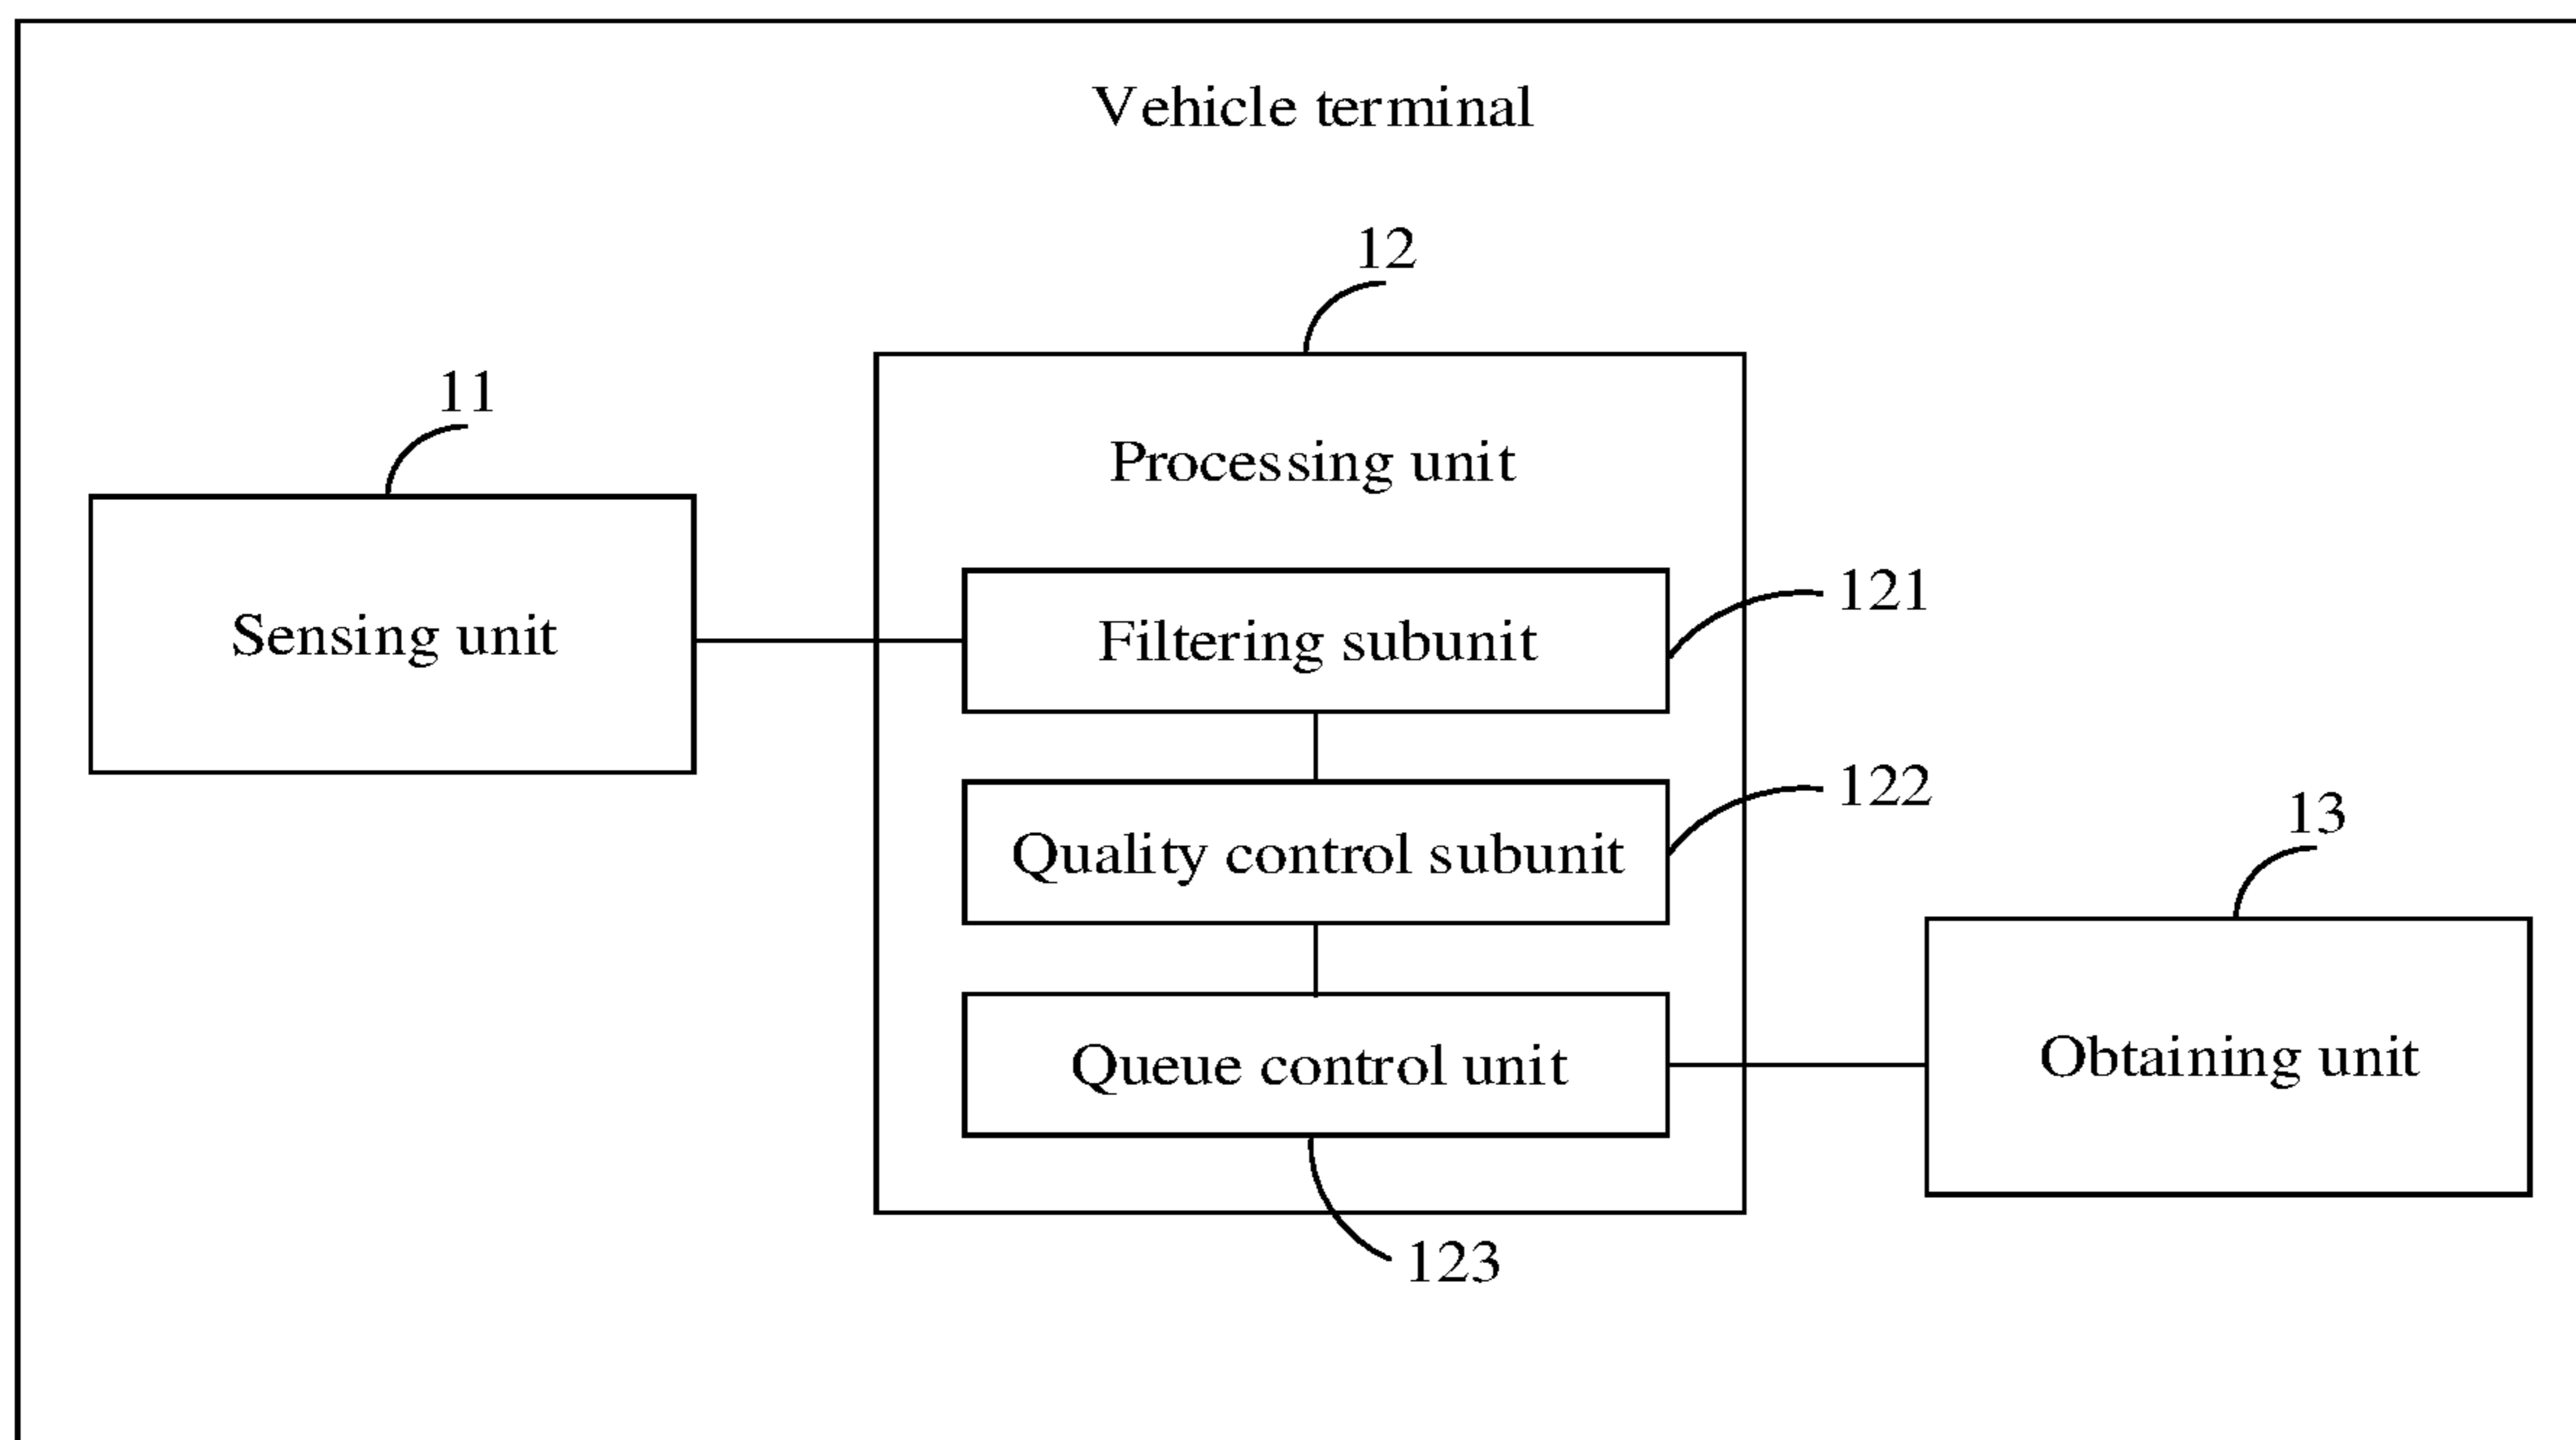 Vehicle terminal
12
11
Processing unit
Sensing unit
Filtering subunit
121
Quality control subunit
122
13
Queue control unit
Obtaining unit
123